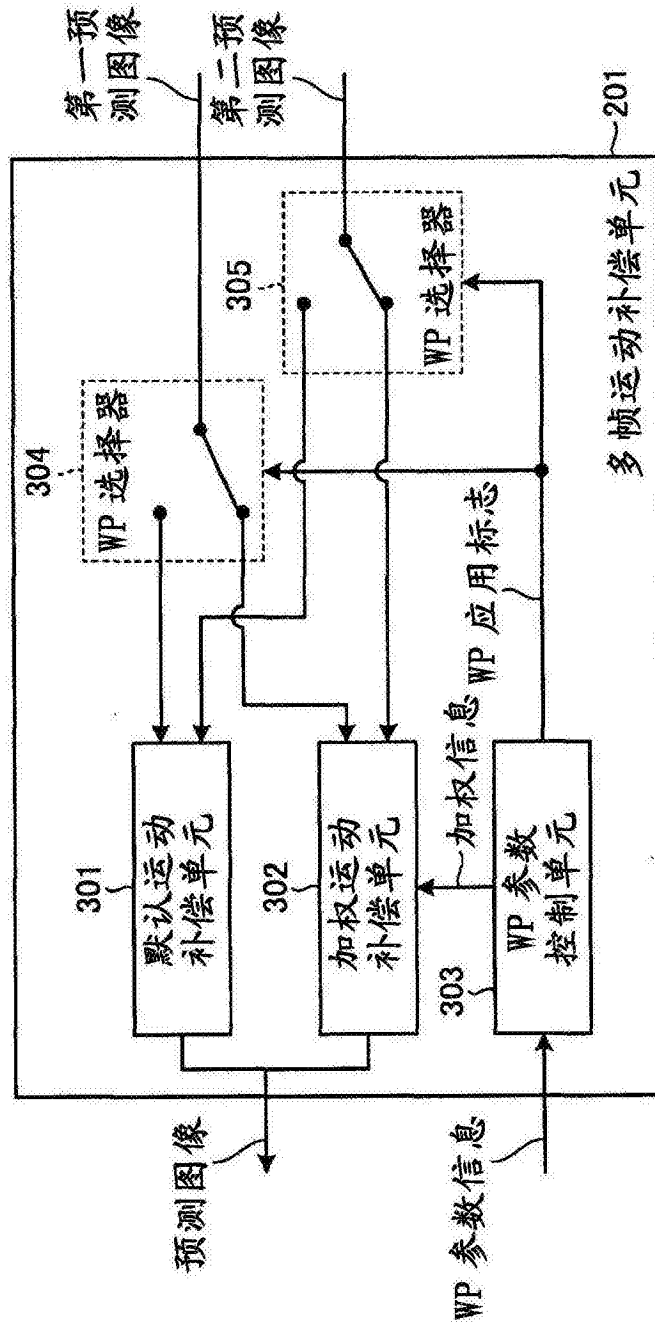 第一预
测图像
第二预
测图像
201
多帧运动补偿单元
304
WP 选择器
305
WP 选择器
301
默认运动
补偿单元
302
加权运动
补偿单元
303
WP 参数
控制单元
加权信息
WP 应用标志
预测图像
WP 参数信息